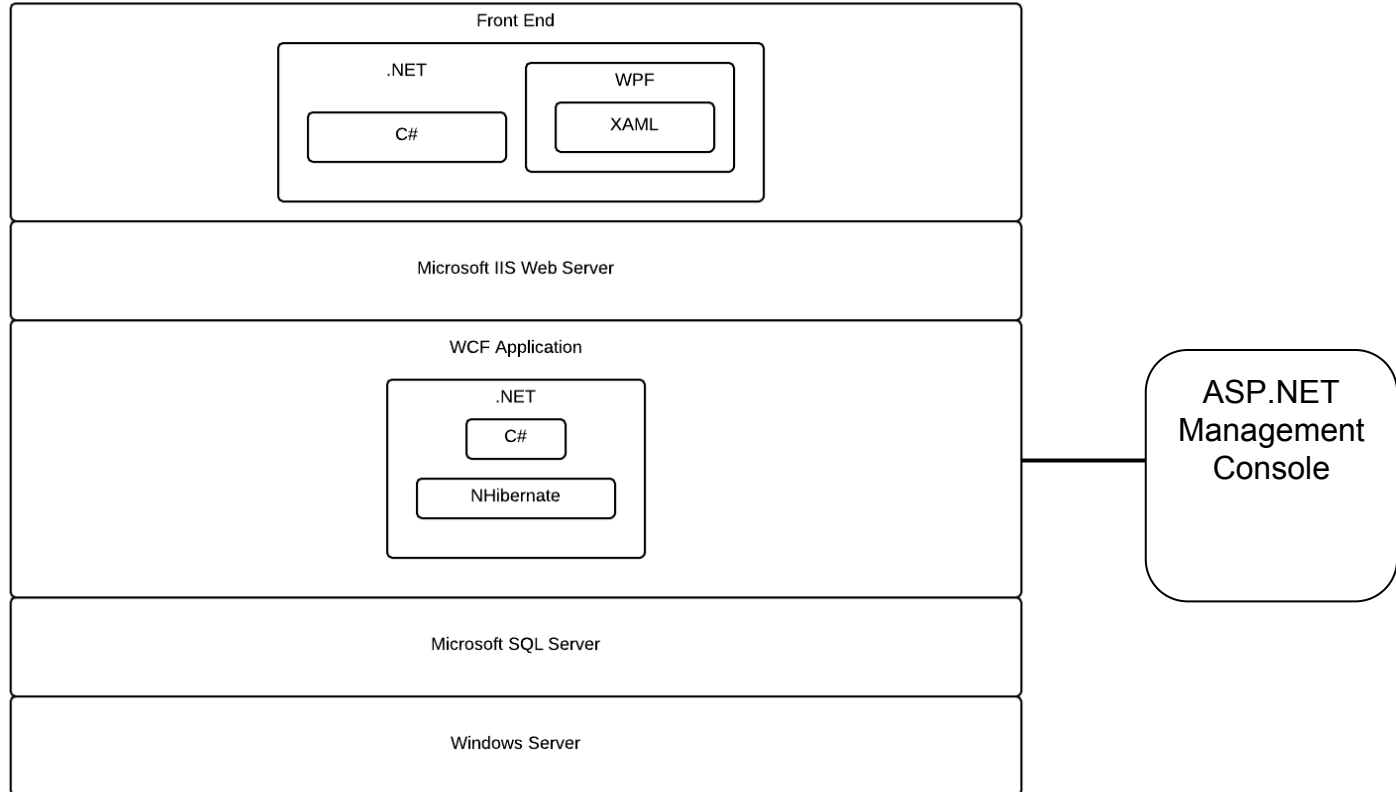 Front End
.NET
WPF
C#
XAML
Microsoft IIS Web Server
WCF Application
.NET
C#
NHibernate
ASP.NET
Management
Console
Microsoft SQL Server
Windows Server